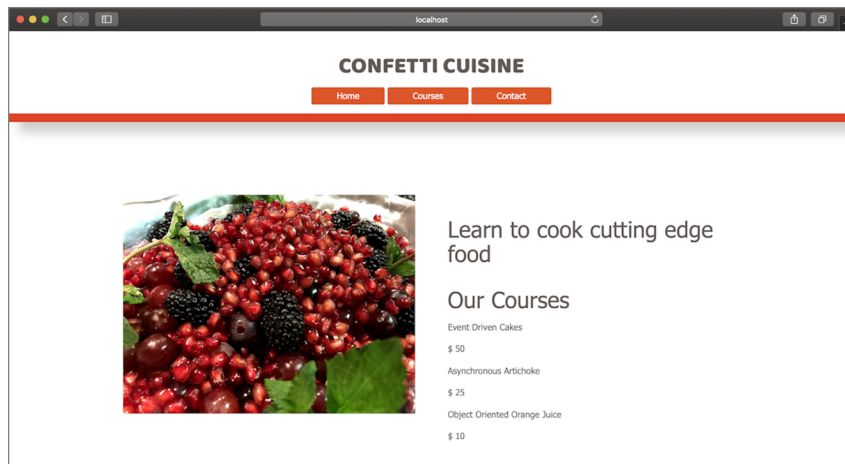 localhost
CONFETTI CUISINE
Home Courses Contact
Learn to cook cutting edge
food
Our Courses
Event Driven Cakes
$ 50
Asynchronous Artichoke
$ 25
Object Oriented Orange Juice
$ 10